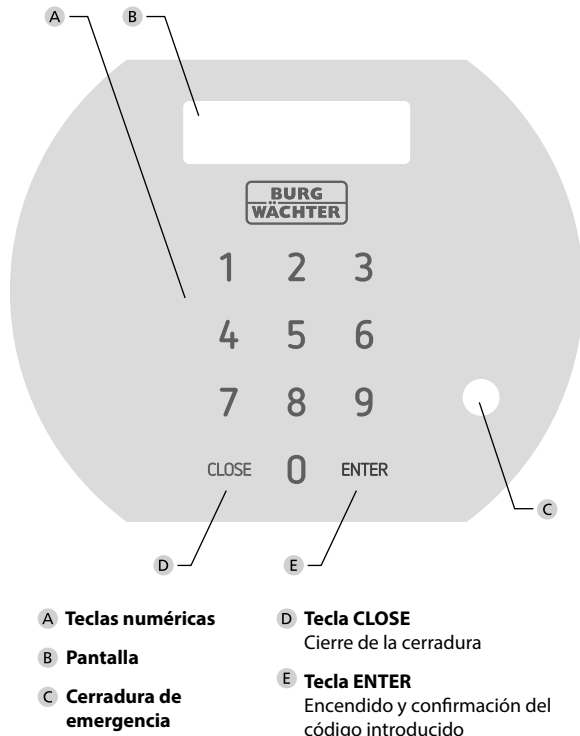 A B
BURG
WÄCHTER
1 2 3
4 5 6
7 8 9
CLOSE 0 ENTER
C
D E
A Teclas numéricas
B Pantalla
C Cerradura de
emergencia
D Tecla CLOSE
Cierre de la cerradura
E Tecla ENTER
Encendido y confirmación del
código introducido